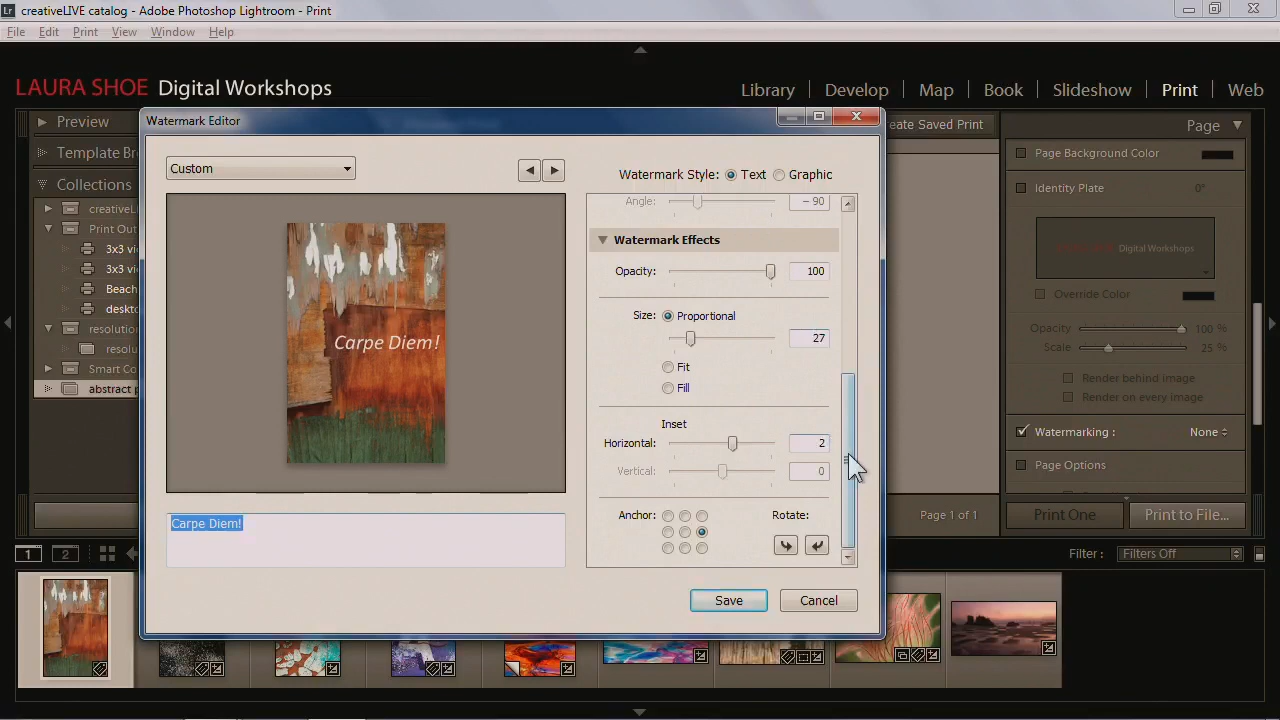 creativeLIVE catalog - Adobe Photoshop Lightroom - Print
File Edit Print View Window Help
LAURA SHOE Digital Workshops
Library | Develop | Map | Book | Slideshow | Print | Web
Preview
Template Br
Collections
creativeLI
Print Out
3x3 vi
3x3 vi
Beach
deskto
resolution
resolu
Smart Co
abstract p
Watermark Editor
Custom
Watermark Style: Text Graphic
Angle: – 90
Watermark Effects
Opacity: 100
Size: Proportional
27
Fit
Fill
Inset
Horizontal: 2
Vertical: 0
Anchor: Rotate:
Carpe Diem!
Carpe Diem!
Save Cancel
eate Saved Print
Page 1 of 1
Page
Page Background Color
Identity Plate 0°
LAURA SHOE Digital Workshops
Override Color
Opacity 100 %
Scale 25 %
Render behind image
Render on every image
Watermarking : None
Page Options
Print One Print to File...
1 2
Filter : Filters Off